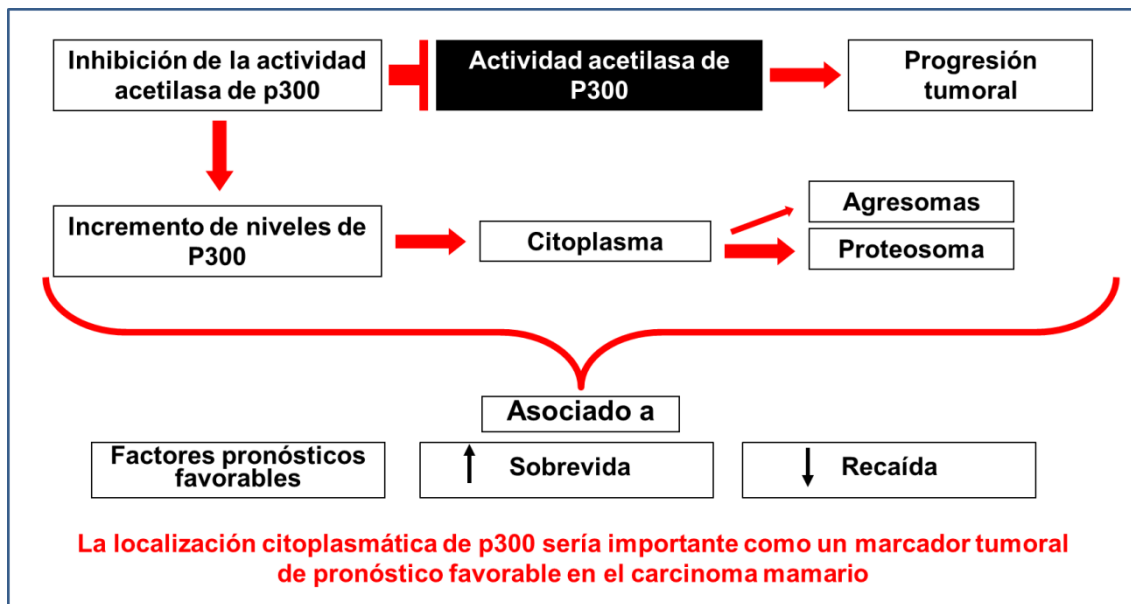 Inhibición de la actividad
acetilasa de p300
Actividad acetilasa de
P300
Progresión
tumoral
Incremento de niveles de
P300
Citoplasma
Agresomas
Proteosoma
Asociado a
Factores pronósticos
favorables
Sobrevida
Recaída
La localización citoplasmática de p300 sería importante como un marcador tumoral
de pronóstico favorable en el carcinoma mamario